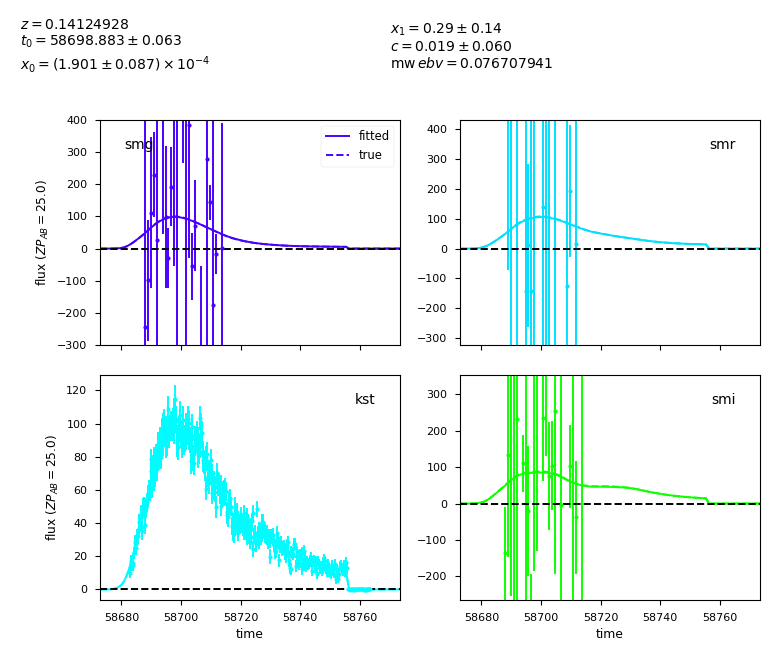 z = 0.14124928
t₀ = 58698.883 ± 0.063
x₀ = (1.901 ± 0.087) × 10⁻⁴
x₁ = 0.29 ± 0.14
c = 0.019 ± 0.060
mw ebv = 0.076707941
smg
fitted
true
400
300
200
100
0
−100
−200
−300
flux (ZP_AB = 25.0)
smr
400
300
200
100
0
−100
−200
−300
kst
120
100
80
60
40
20
0
flux (ZP_AB = 25.0)
58680 58700 58720 58740 58760
time
smi
300
200
100
0
−100
−200
58680 58700 58720 58740 58760
time